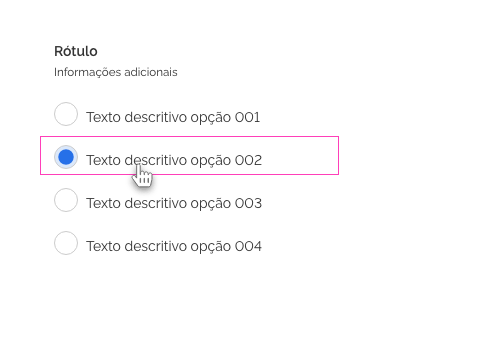 Rótulo
Informações adicionais
Texto descritivo opção 001
Texto descritivo opção 002
Texto descritivo opção 003
Texto descritivo opção 004